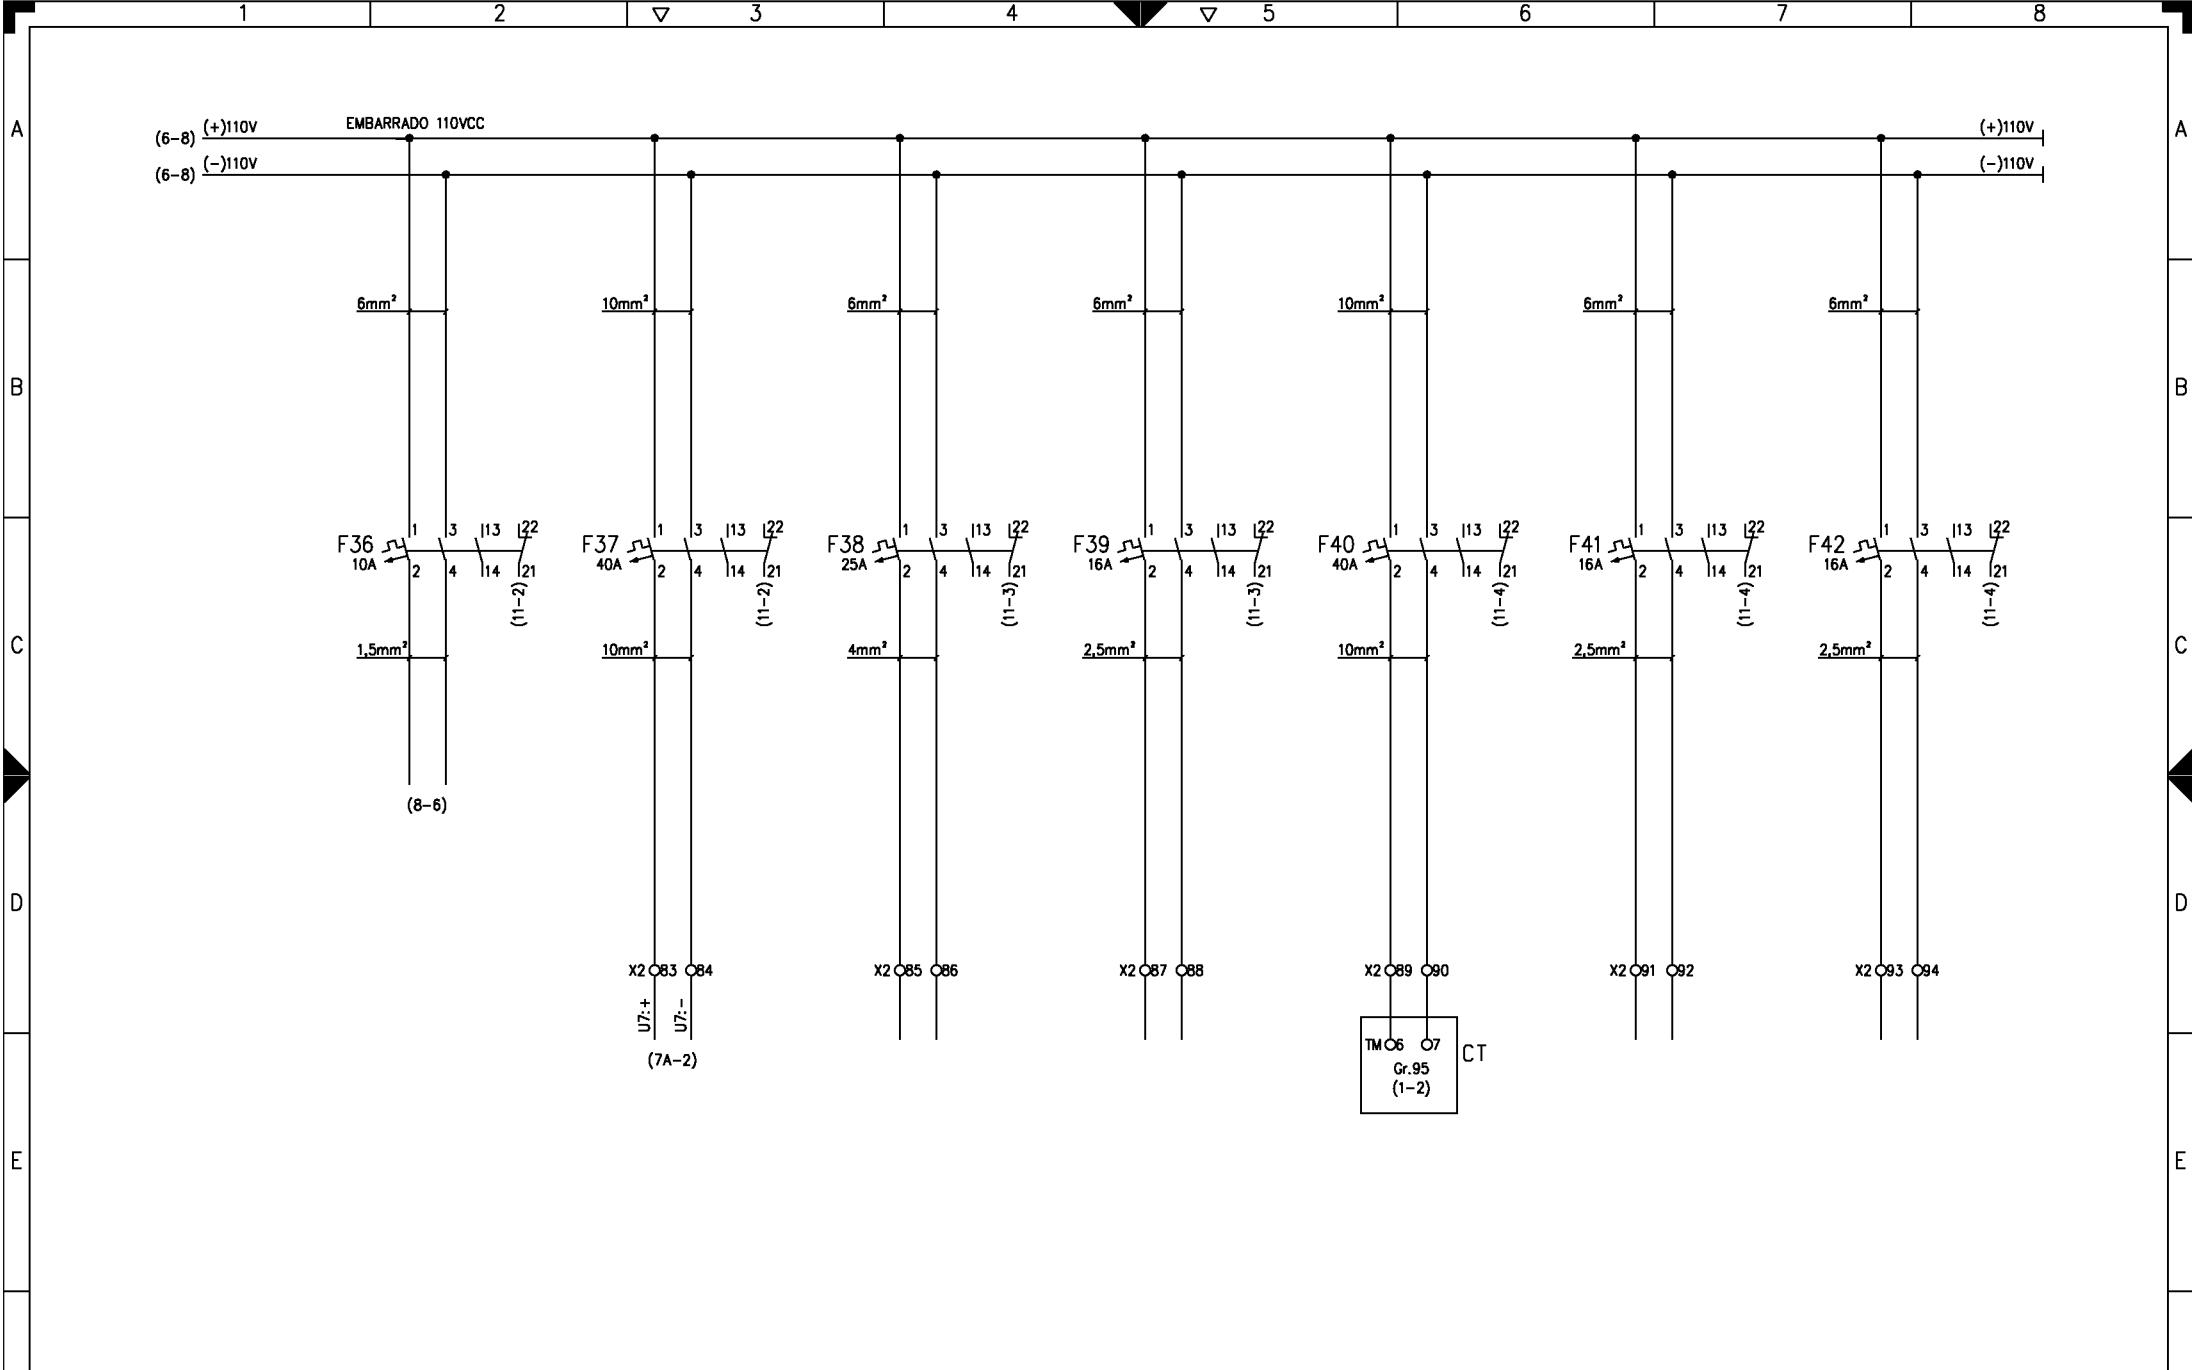 1 2 3 4 5 6 7 8
A A
(6-8) (+)110V EMBARRADO 110VCC (+)110V
(6-8) (-)110V (-)110V
6mm² 10mm² 6mm² 6mm² 10mm² 6mm² 6mm²
B B
1 3 13 22 1 3 13 22 1 3 13 22 1 3 13 22 1 3 13 22 1 3 13 22 1 3 13 22
F36 F37 F38 F39 F40 F41 F42
10A 40A 25A 16A 40A 16A 16A
2 4 14 21 2 4 14 21 2 4 14 21 2 4 14 21 2 4 14 21 2 4 14 21 2 4 14 21
(11-2) (11-2) (11-3) (11-3) (11-4) (11-4) (11-4)
C C
1,5mm² 10mm² 4mm² 2,5mm² 10mm² 2,5mm² 2,5mm²
(8-6)
D D
X2 83 84 X2 85 86 X2 87 88 X2 89 90 X2 91 92 X2 93 94
U7:+ U7:-
(7A-2)
TM 6 7 CT
Gr.95
(1-2)
E E